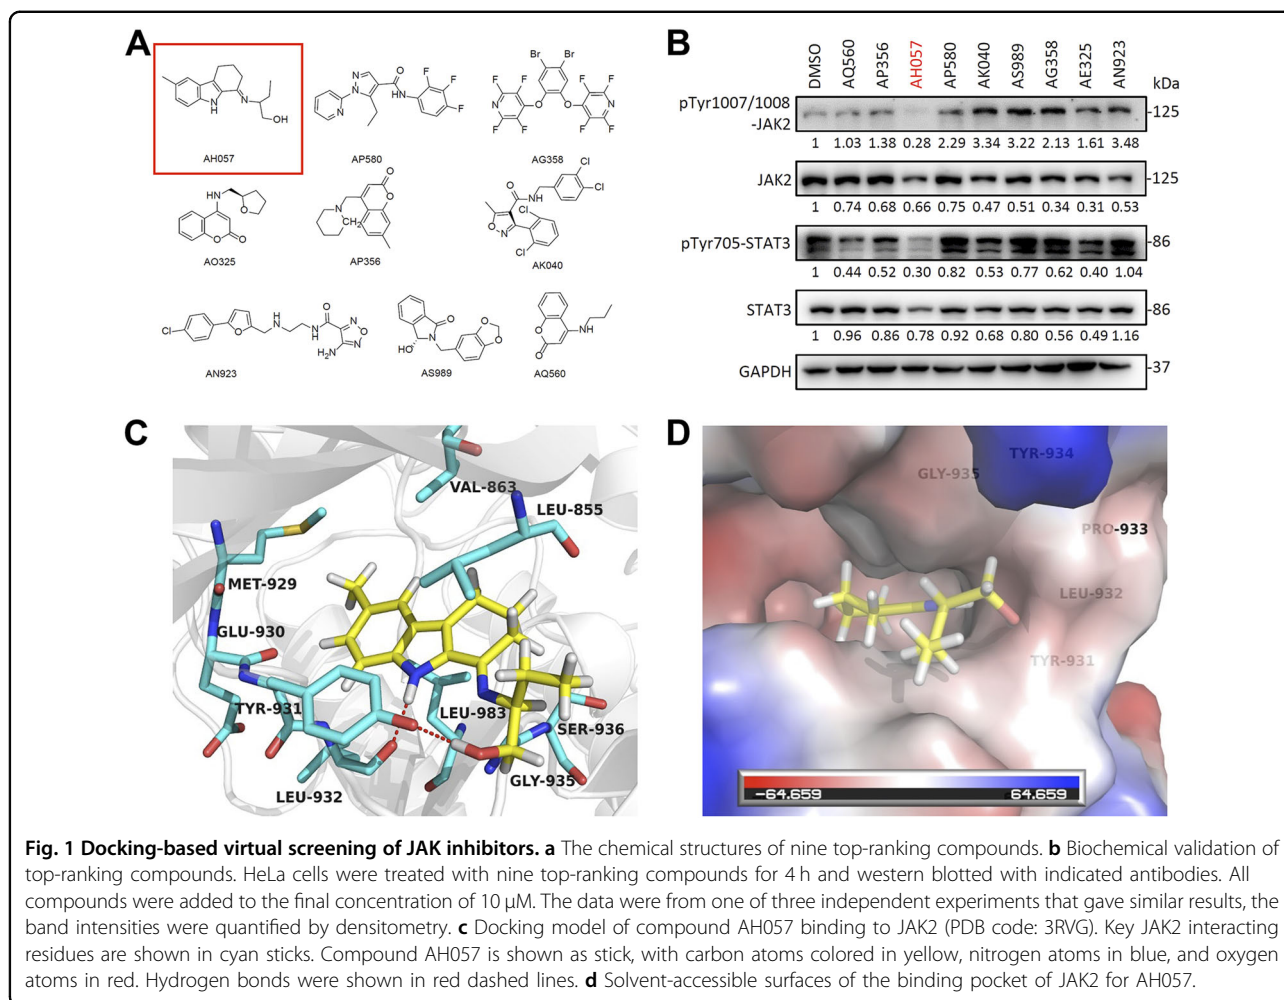 A
OH
N
N
H
AH057
N
N
N
O
N
H
F
F
F
AP580
Br
Br
F
F
F
F
N
O
O
N
F
F
F
F
AG358
HN
O
O
O
AO325
O
O
N
CH
AP356
O
NH
Cl
Cl
Cl
N
O
Cl
AK040
Cl
O
H
N
O
N
H
N
O
N
H2N
AN923
O
N
HO
O
O
AS989
O
O
NH
AQ560
B
DMSO AQ560 AP356 AH057 AP580 AK040 AS989 AG358 AE325 AN923
kDa
pTyr1007/1008
-JAK2
-125
1 1.03 1.38 0.28 2.29 3.34 3.22 2.13 1.61 3.48
JAK2
-125
1 0.74 0.68 0.66 0.75 0.47 0.51 0.34 0.31 0.53
pTyr705-STAT3
-86
1 0.44 0.52 0.30 0.82 0.53 0.77 0.62 0.40 1.04
STAT3
-86
1 0.96 0.86 0.78 0.92 0.68 0.80 0.56 0.49 1.16
GAPDH
-37
C
VAL-863
LEU-855
MET-929
GLU-930
TYR-931
LEU-983
SER-936
GLY-935
LEU-932
D
TYR-934
GLY-935
PRO-933
LEU-932
TYR-931
-64.659 64.659
Fig. 1 Docking-based virtual screening of JAK inhibitors. a The chemical structures of nine top-ranking compounds. b Biochemical validation of
top-ranking compounds. HeLa cells were treated with nine top-ranking compounds for 4 h and western blotted with indicated antibodies. All
compounds were added to the final concentration of 10 µM. The data were from one of three independent experiments that gave similar results, the
band intensities were quantified by densitometry. c Docking model of compound AH057 binding to JAK2 (PDB code: 3RVG). Key JAK2 interacting
residues are shown in cyan sticks. Compound AH057 is shown as stick, with carbon atoms colored in yellow, nitrogen atoms in blue, and oxygen
atoms in red. Hydrogen bonds were shown in red dashed lines. d Solvent-accessible surfaces of the binding pocket of JAK2 for AH057.